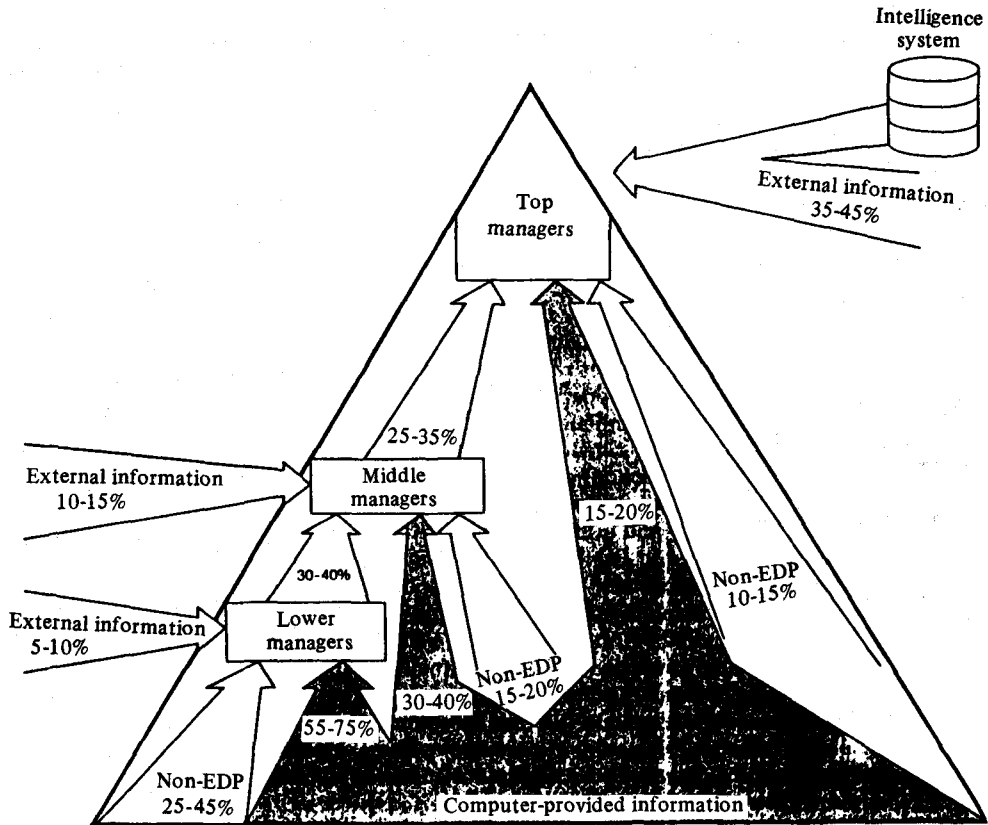 Intelligence
system
External information
35-45%
Top
managers
25-35%
External information
10-15%
Middle
managers
15-20%
Non-EDP
10-15%
30-40%
External information
5-10%
Lower
managers
Non-EDP
15-20%
30-40%
55-75%
Non-EDP
25-45%
Computer-provided information